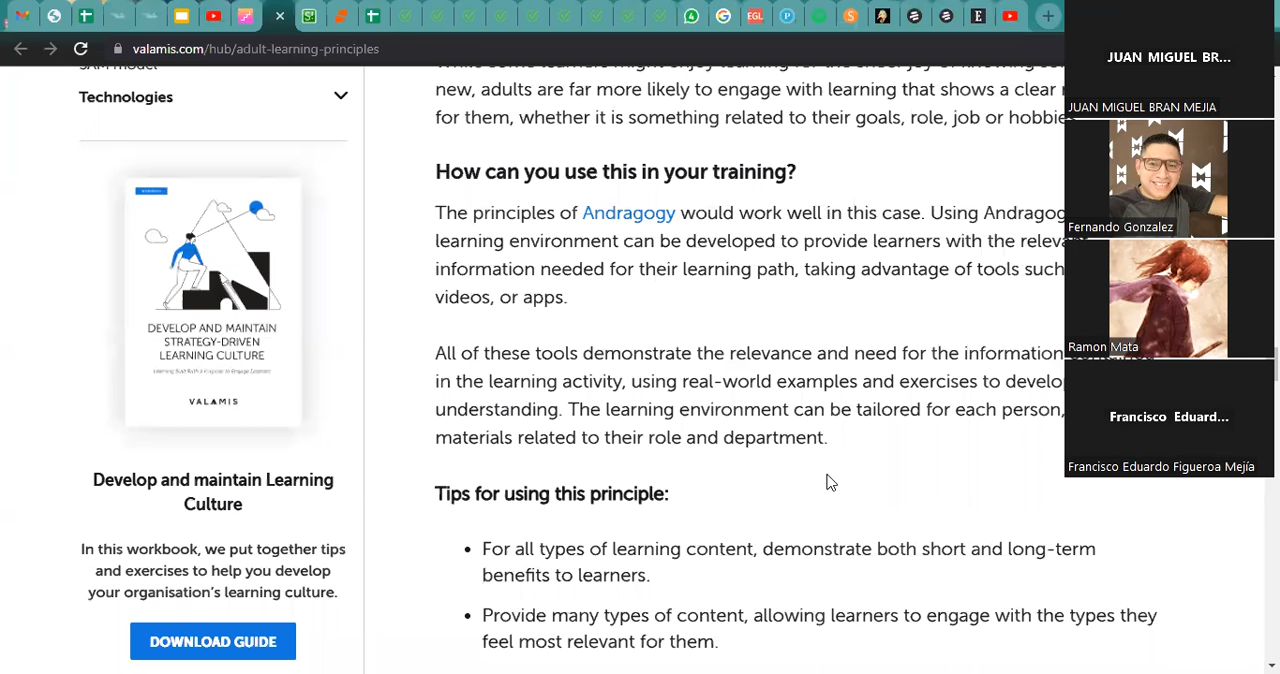 valamis.com/hub/adult-learning-principles
Technologies
DEVELOP AND MAINTAIN
STRATEGY-DRIVEN
LEARNING CULTURE
VALAMIS
Develop and maintain Learning
Culture
In this workbook, we put together tips
and exercises to help you develop
your organisation's learning culture.
DOWNLOAD GUIDE
new, adults are far more likely to engage with learning that shows a clear
for them, whether it is something related to their goals, role, job or hobbies
How can you use this in your training?
The principles of Andragogy would work well in this case. Using Andragogy
learning environment can be developed to provide learners with the relevant
information needed for their learning path, taking advantage of tools such
videos, or apps.
All of these tools demonstrate the relevance and need for the information
in the learning activity, using real-world examples and exercises to develop
understanding. The learning environment can be tailored for each person,
materials related to their role and department.
Tips for using this principle:
• For all types of learning content, demonstrate both short and long-term
benefits to learners.
• Provide many types of content, allowing learners to engage with the types they
feel most relevant for them.
JUAN MIGUEL BR...
JUAN MIGUEL BRAN MEJIA
Fernando Gonzalez
Ramon Mata
Francisco Eduard...
Francisco Eduardo Figueroa Mejía